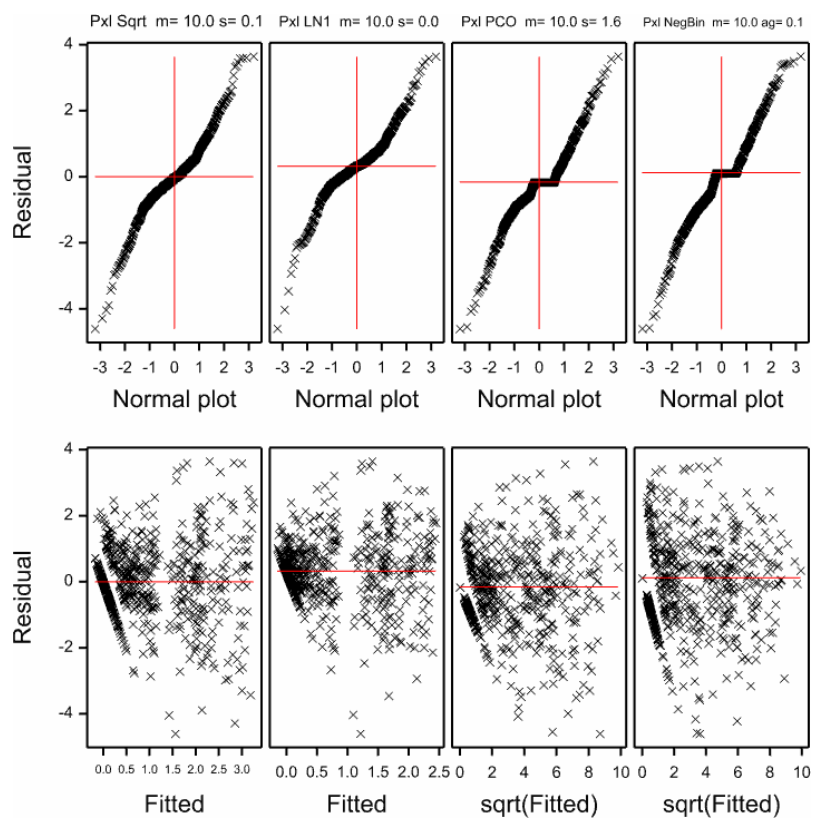 Pxl Sqrt m= 10.0 s= 0.1 Pxl LN1 m= 10.0 s= 0.0 Pxl PCO m= 10.0 s= 1.6 Pxl NegBin m= 10.0 ag= 0.1
4
2
0
-2
-4
Residual
-3 -2 -1 0 1 2 3 -3 -2 -1 0 1 2 3 -3 -2 -1 0 1 2 3 -3 -2 -1 0 1 2 3
Normal plot Normal plot Normal plot Normal plot
4
2
0
-2
-4
Residual
0.0 0.5 1.0 1.5 2.0 2.5 3.0 0.0 0.5 1.0 1.5 2.0 2.5 0 2 4 6 8 10 0 2 4 6 8 10
Fitted Fitted sqrt(Fitted) sqrt(Fitted)